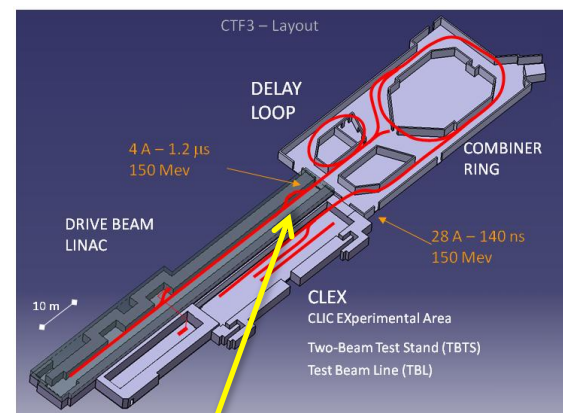 CTF3 – Layout
DELAY
LOOP
4 A – 1.2 μs
150 Mev
COMBINER
RING
DRIVE BEAM
LINAC
28 A – 140 ns
150 Mev
10 m
CLEX
CLIC EXperimental Area
Two-Beam Test Stand (TBTS)
Test Beam Line (TBL)